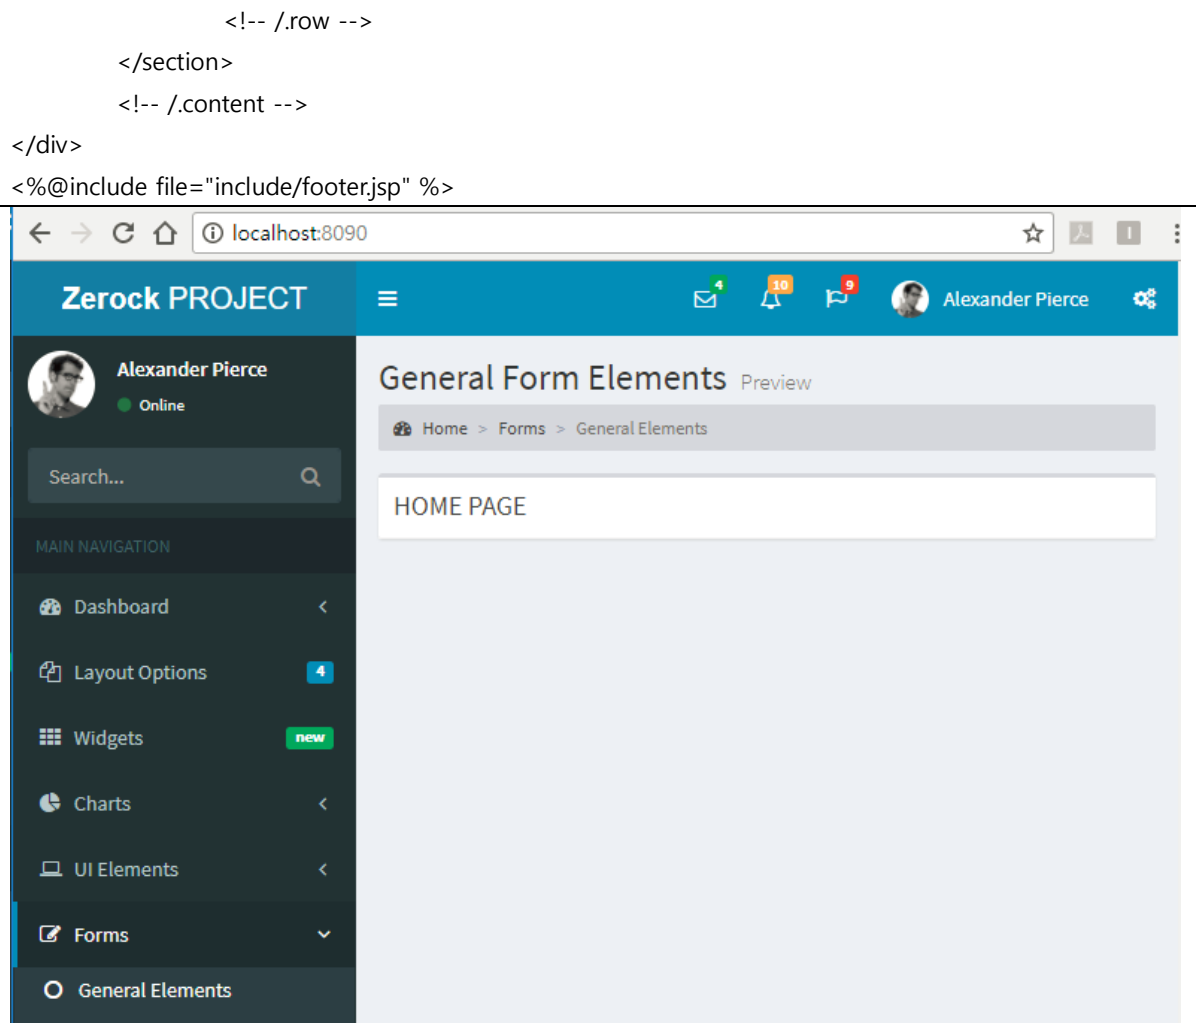 <!-- /.row -->
</section>
<!-- /.content -->
</div>
<%@include file="include/footer.jsp" %>
localhost:8090
Zerock PROJECT
4
10
9
Alexander Pierce
Alexander Pierce
Online
General Form Elements Preview
Home > Forms > General Elements
Search...
HOME PAGE
MAIN NAVIGATION
Dashboard
Layout Options 4
Widgets new
Charts
UI Elements
Forms
General Elements